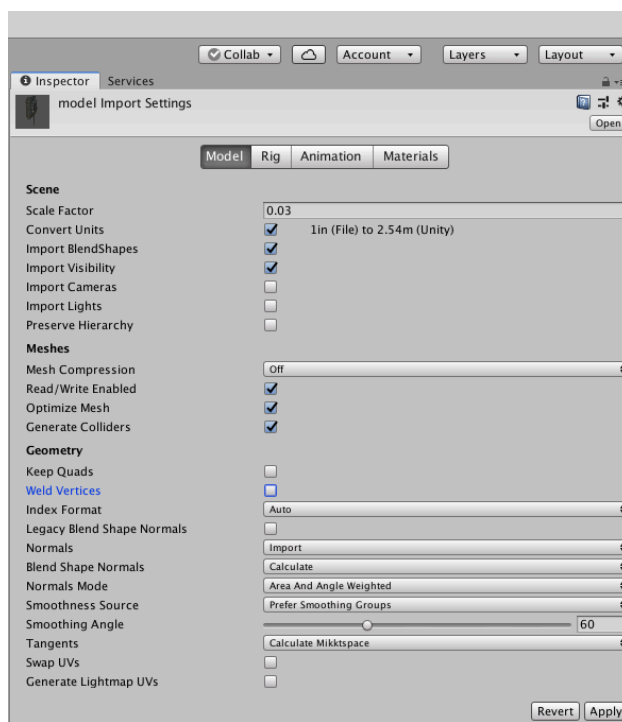 Collab Account Layers Layout
Inspector Services
model Import Settings
Open
Model Rig Animation Materials
Scene
Scale Factor 0.03
Convert Units 1in (File) to 2.54m (Unity)
Import BlendShapes
Import Visibility
Import Cameras
Import Lights
Preserve Hierarchy
Meshes
Mesh Compression Off
Read/Write Enabled
Optimize Mesh
Generate Colliders
Geometry
Keep Quads
Weld Vertices
Index Format Auto
Legacy Blend Shape Normals
Normals Import
Blend Shape Normals Calculate
Normals Mode Area And Angle Weighted
Smoothness Source Prefer Smoothing Groups
Smoothing Angle 60
Tangents Calculate Mikktspace
Swap UVs
Generate Lightmap UVs
Revert Apply